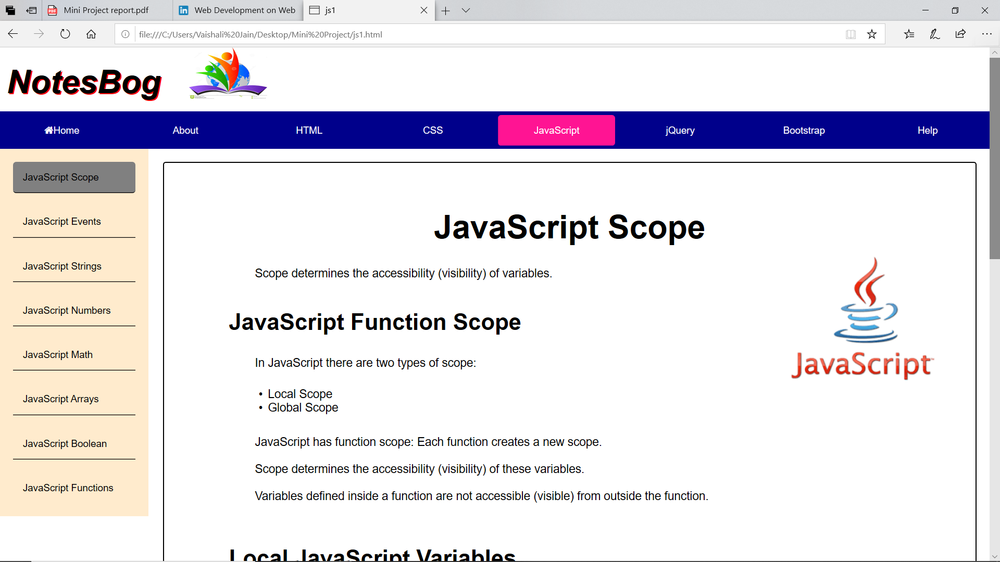 Mini Project report.pdf
Web Development on Web
js1
file:///C:/Users/Vaishali%20Jain/Desktop/Mini%20Project/js1.html
NotesBog
Home About HTML CSS JavaScript jQuery Bootstrap Help
JavaScript Scope
JavaScript Events
JavaScript Strings
JavaScript Numbers
JavaScript Math
JavaScript Arrays
JavaScript Boolean
JavaScript Functions
JavaScript Scope
Scope determines the accessibility (visibility) of variables.
JavaScript Function Scope
In JavaScript there are two types of scope:
• Local Scope
• Global Scope
JavaScript has function scope: Each function creates a new scope.
Scope determines the accessibility (visibility) of these variables.
Variables defined inside a function are not accessible (visible) from outside the function.
JavaScript™
Local JavaScript Variables